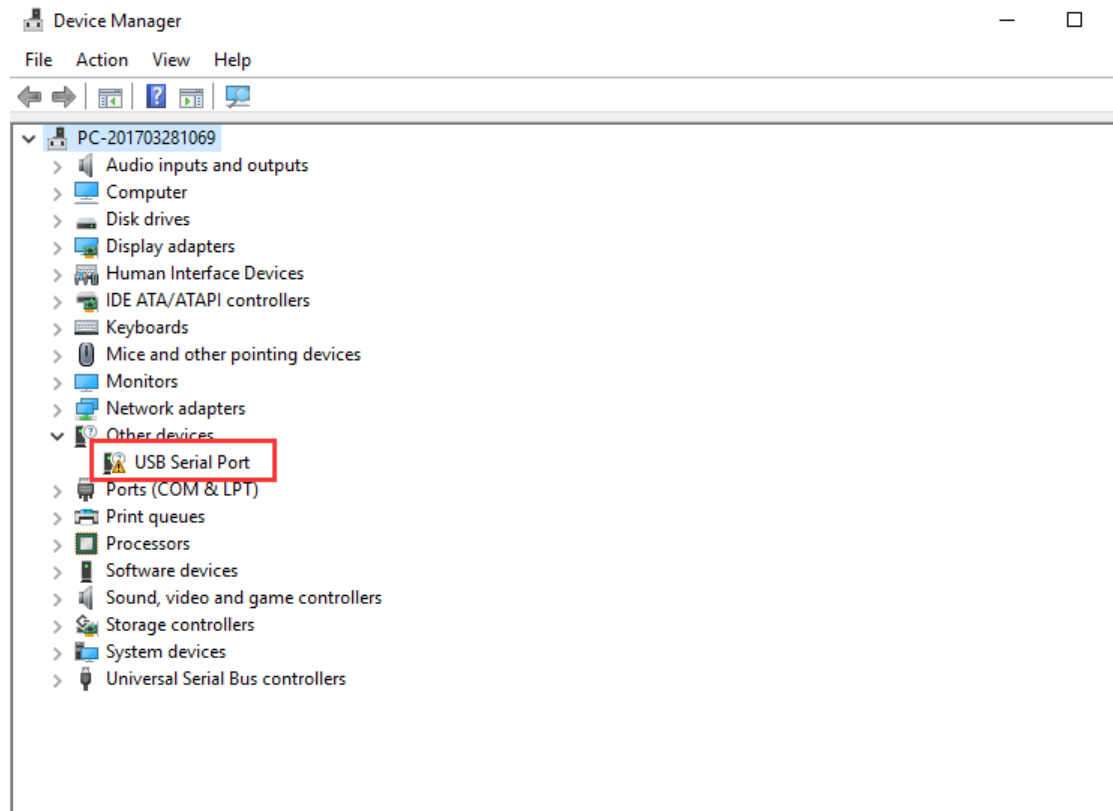 Device Manager
File Action View Help
PC-201703281069
Audio inputs and outputs
Computer
Disk drives
Display adapters
Human Interface Devices
IDE ATA/ATAPI controllers
Keyboards
Mice and other pointing devices
Monitors
Network adapters
Other devices
USB Serial Port
Ports (COM & LPT)
Print queues
Processors
Software devices
Sound, video and game controllers
Storage controllers
System devices
Universal Serial Bus controllers